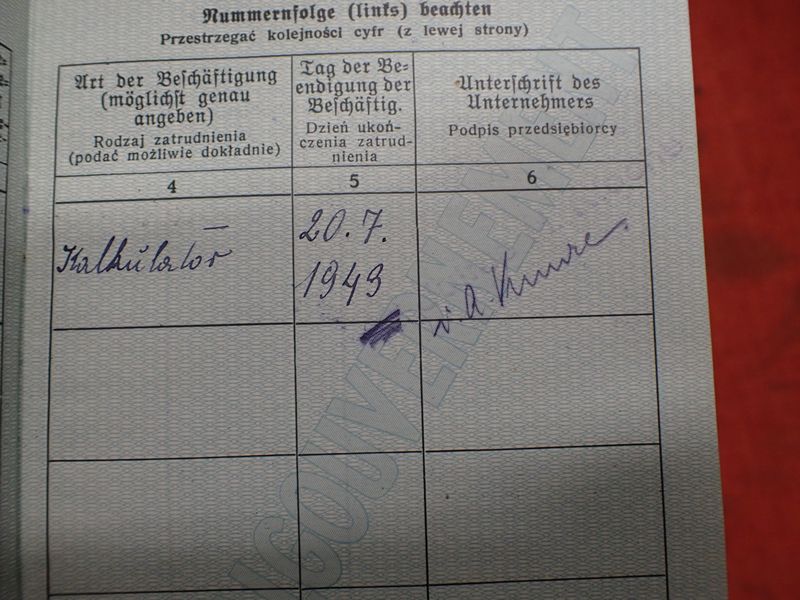 Nummernfolge (links) beachten
Przestrzegać kolejności cyfr (z lewej strony)
Art der Beschäftigung
(möglichst genau
angeben)
Rodzaj zatrudnienia
(podać możliwie dokładnie)
Tag der Be-
endigung der
Beschäftig.
Dzień ukoń-
czenia zatrud-
nienia
Unterschrift des
Unternehmers
Podpis przedsiębiorcy
4
5
6
Kalkulator
20.7.
1943
GOUVERNEMENT